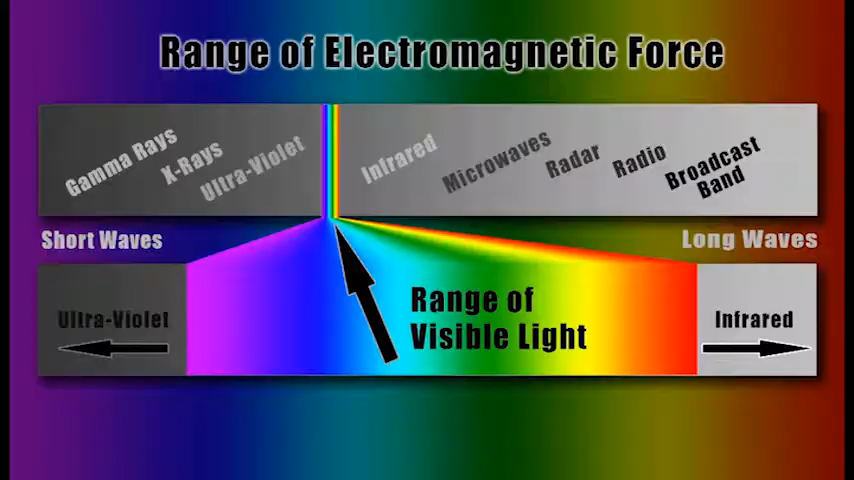 Range of Electromagnetic Force
Gamma Rays
X-Rays
Ultra-Violet
Infrared
Microwaves
Radar
Radio
Broadcast
Band
Short Waves
Long Waves
Ultra-Violet
Range of
Visible Light
Infrared